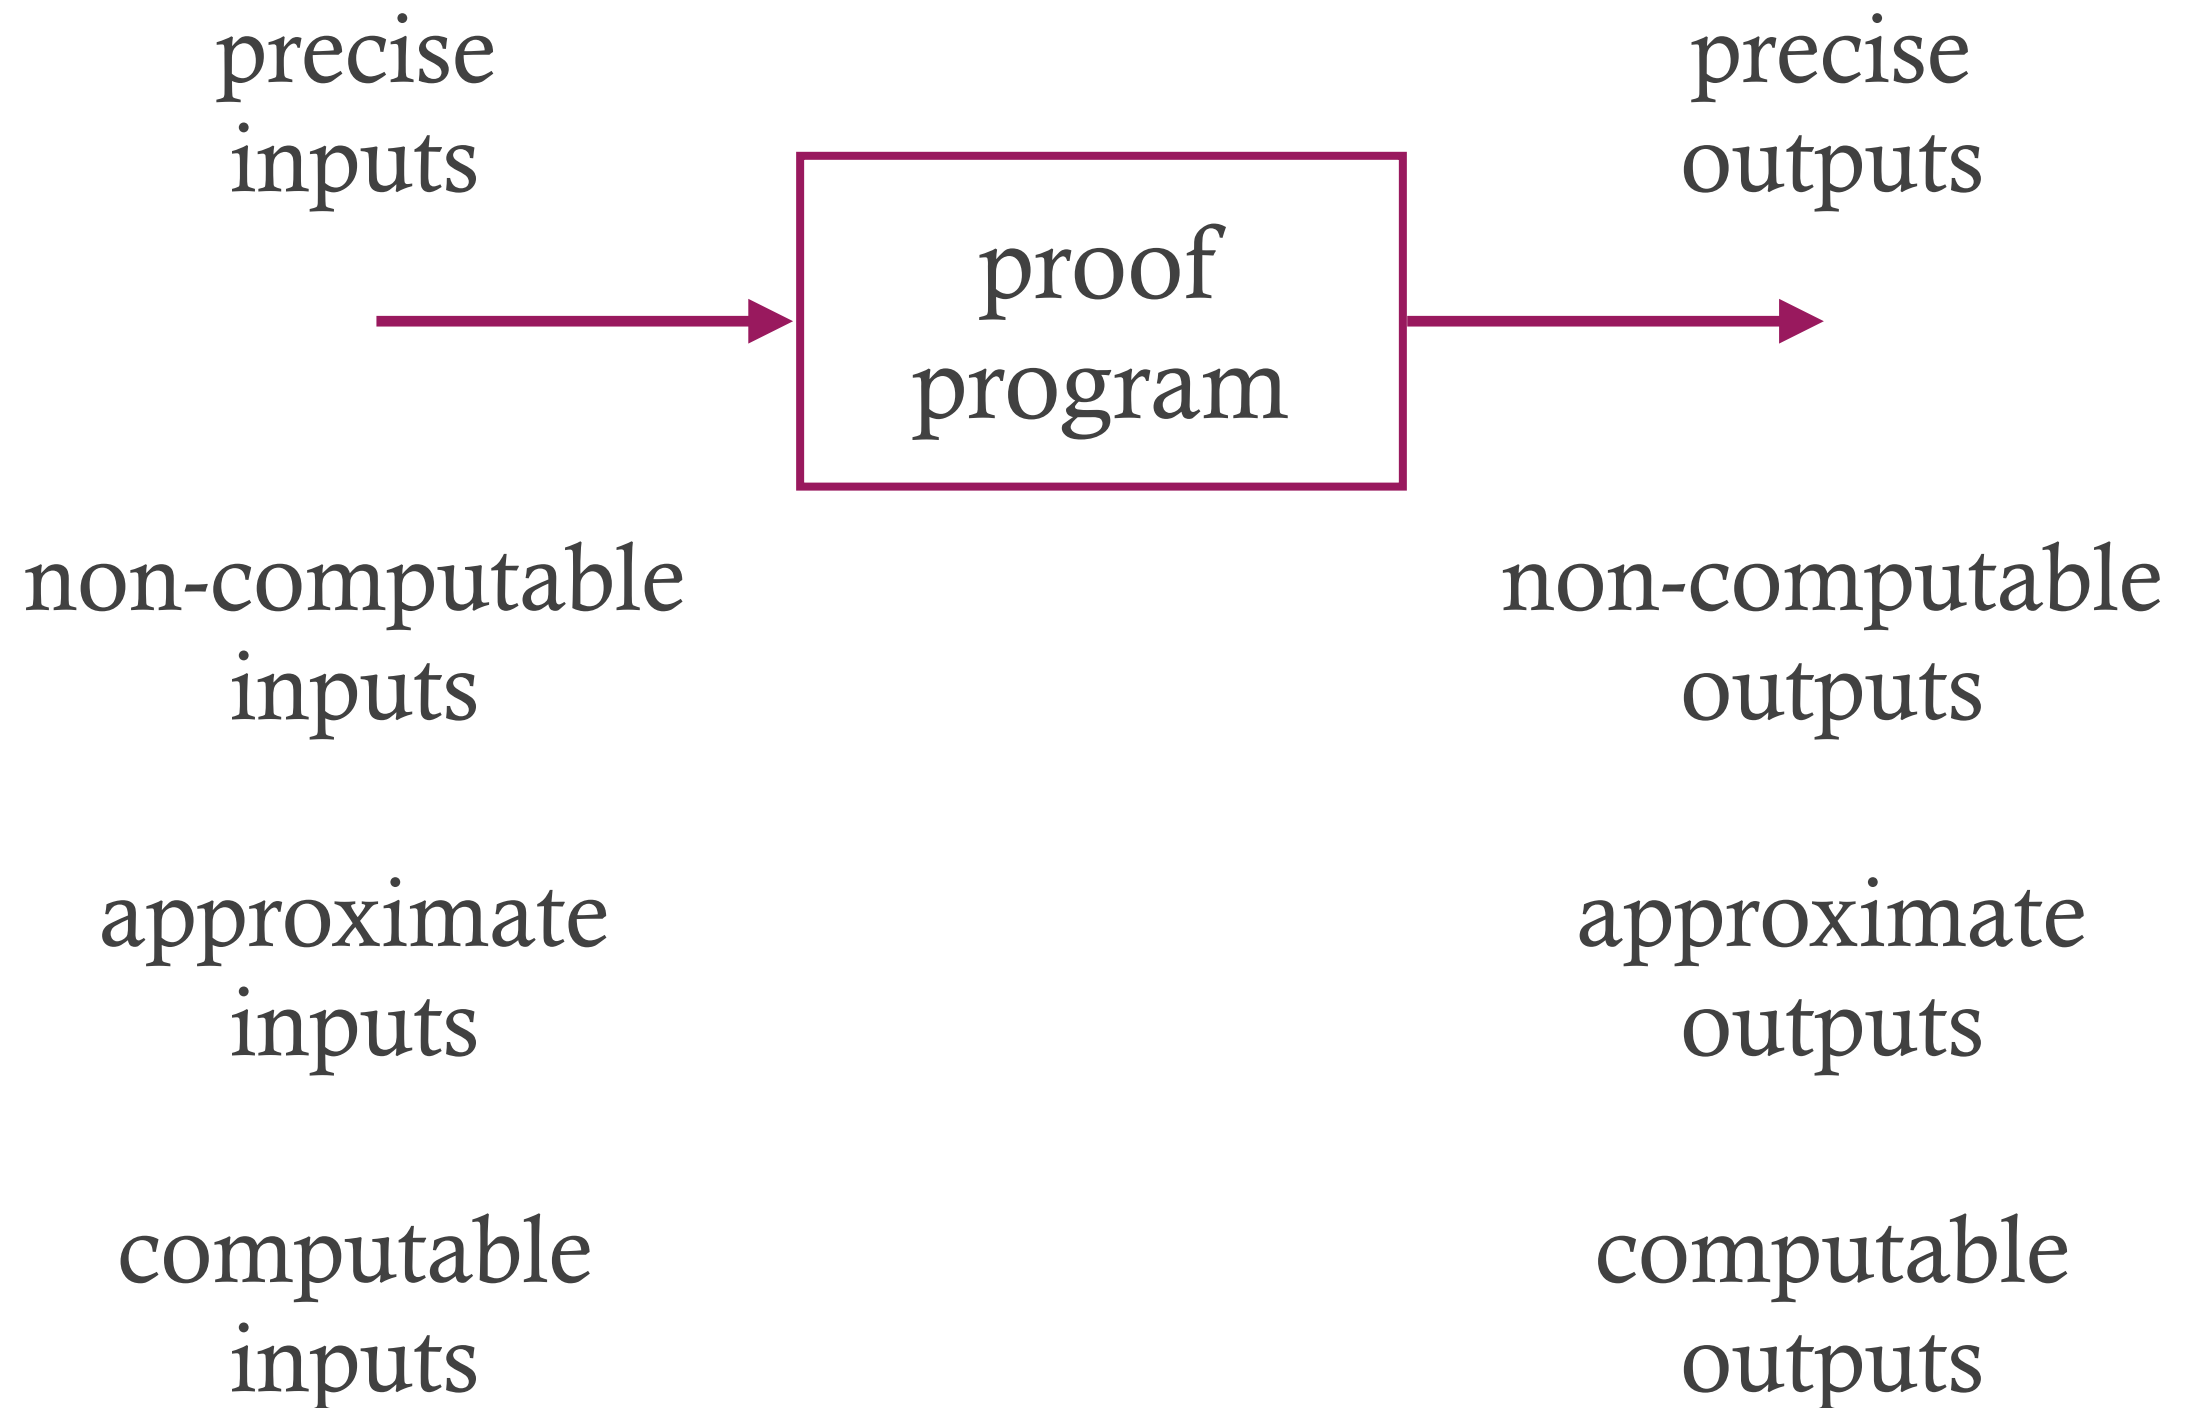 precise
inputs
proof
program
precise
outputs
non-computable
inputs
non-computable
outputs
approximate
inputs
approximate
outputs
computable
inputs
computable
outputs